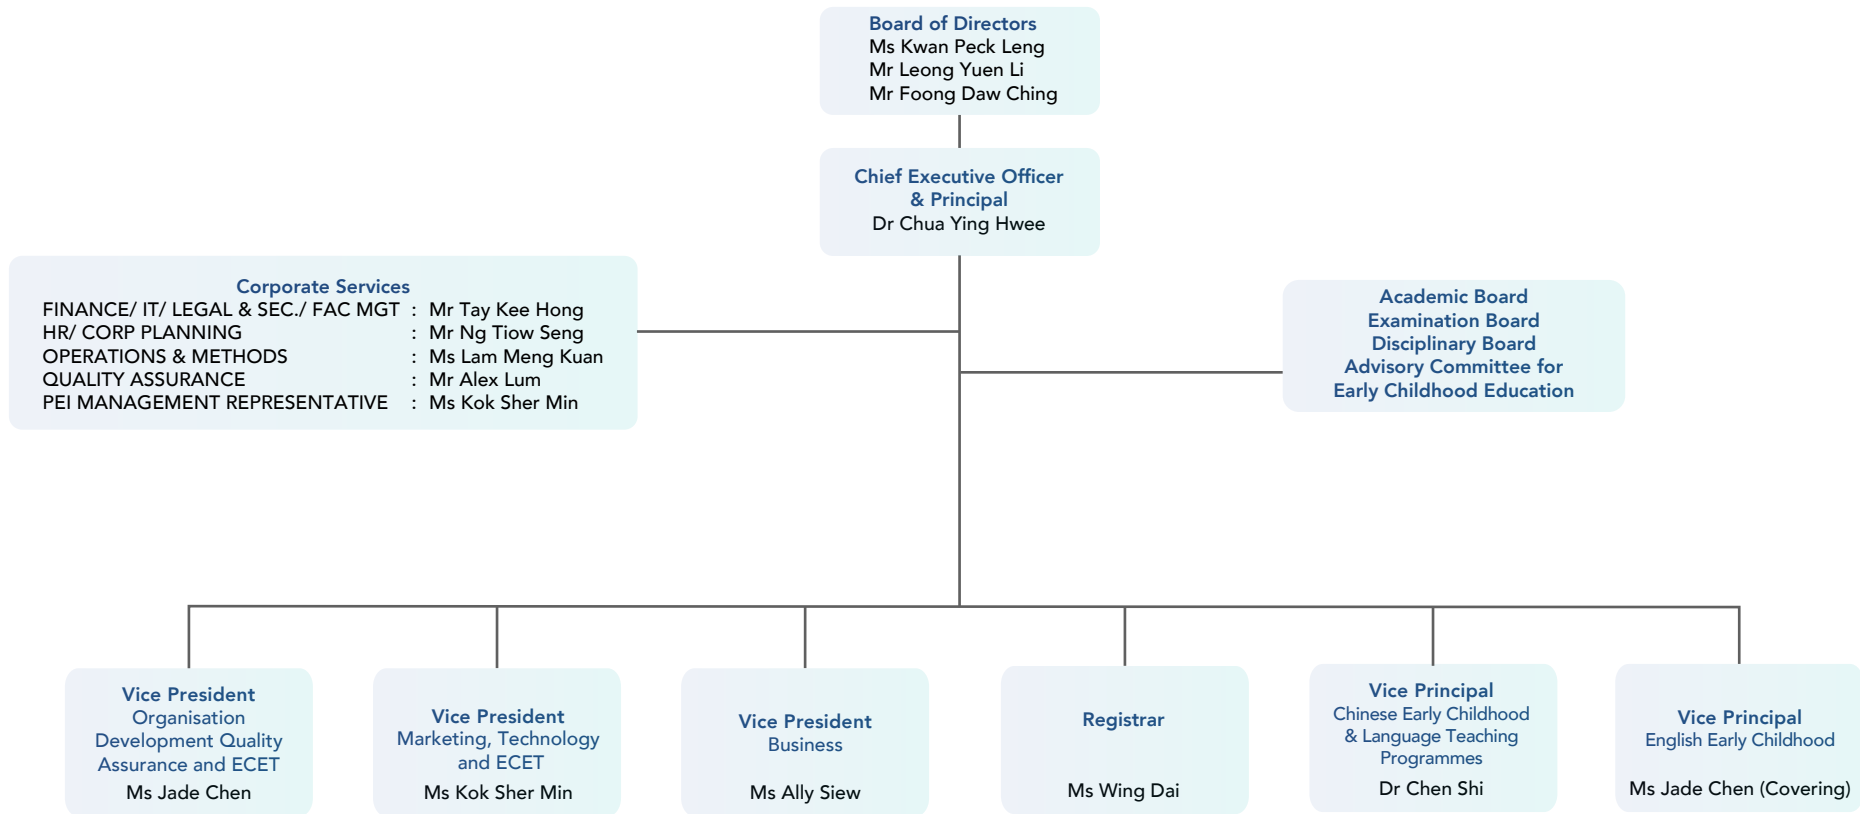 Board of Directors
Ms Kwan Peck Leng
Mr Leong Yuen Li
Mr Foong Daw Ching
Chief Executive Officer
& Principal
Dr Chua Ying Hwee
Corporate Services
FINANCE/ IT/ LEGAL & SEC./ FAC MGT : Mr Tay Kee Hong
HR/ CORP PLANNING : Mr Ng Tiow Seng
OPERATIONS & METHODS : Ms Lam Meng Kuan
QUALITY ASSURANCE : Mr Alex Lum
PEI MANAGEMENT REPRESENTATIVE : Ms Kok Sher Min
Academic Board
Examination Board
Disciplinary Board
Advisory Committee for
Early Childhood Education
Vice President
Organisation
Development Quality
Assurance and ECET
Ms Jade Chen
Vice President
Marketing, Technology
and ECET
Ms Kok Sher Min
Vice President
Business
Ms Ally Siew
Registrar
Ms Wing Dai
Vice Principal
Chinese Early Childhood
& Language Teaching
Programmes
Dr Chen Shi
Vice Principal
English Early Childhood
Ms Jade Chen (Covering)